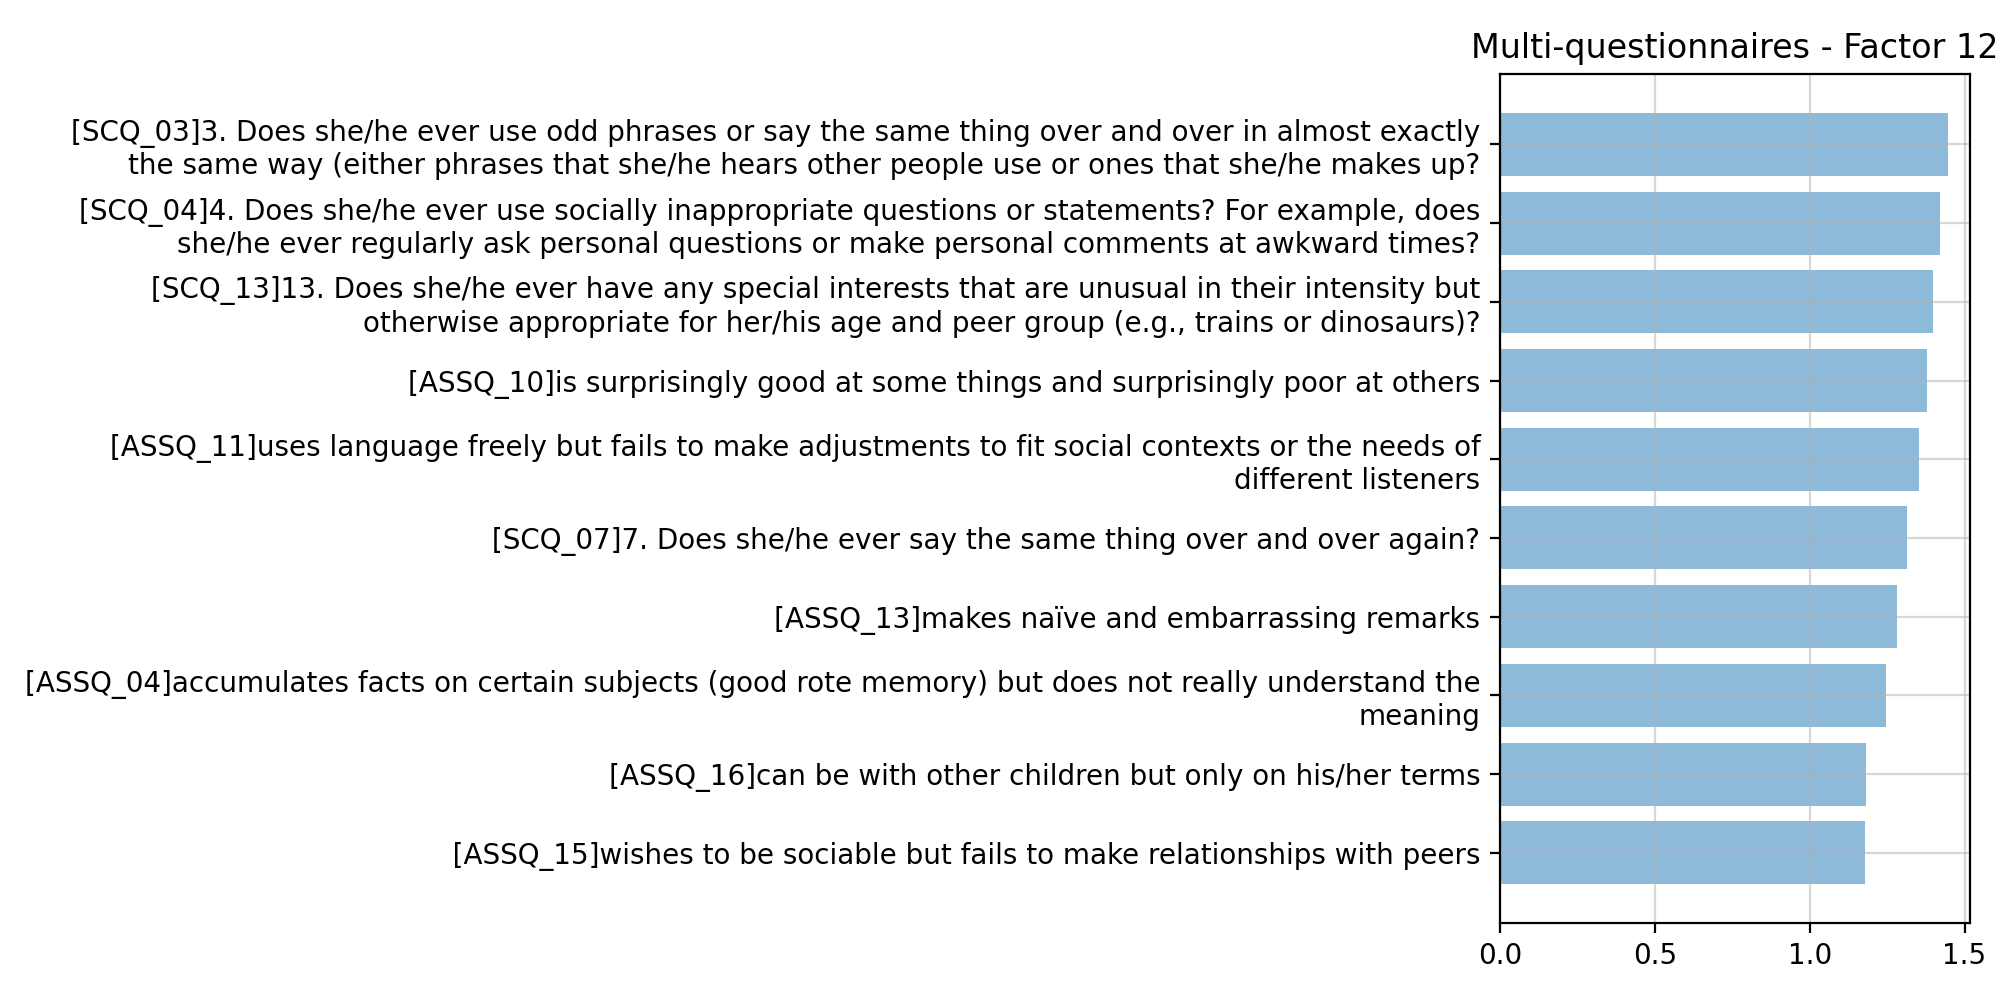 Multi-questionnaires - Factor 12
[SCQ_03]3. Does she/he ever use odd phrases or say the same thing over and over in almost exactly
the same way (either phrases that she/he hears other people use or ones that she/he makes up?
[SCQ_04]4. Does she/he ever use socially inappropriate questions or statements? For example, does
she/he ever regularly ask personal questions or make personal comments at awkward times?
[SCQ_13]13. Does she/he ever have any special interests that are unusual in their intensity but
otherwise appropriate for her/his age and peer group (e.g., trains or dinosaurs)?
[ASSQ_10]is surprisingly good at some things and surprisingly poor at others
[ASSQ_11]uses language freely but fails to make adjustments to fit social contexts or the needs of
different listeners
[SCQ_07]7. Does she/he ever say the same thing over and over again?
[ASSQ_13]makes naïve and embarrassing remarks
[ASSQ_04]accumulates facts on certain subjects (good rote memory) but does not really understand the
meaning
[ASSQ_16]can be with other children but only on his/her terms
[ASSQ_15]wishes to be sociable but fails to make relationships with peers
0.0 0.5 1.0 1.5